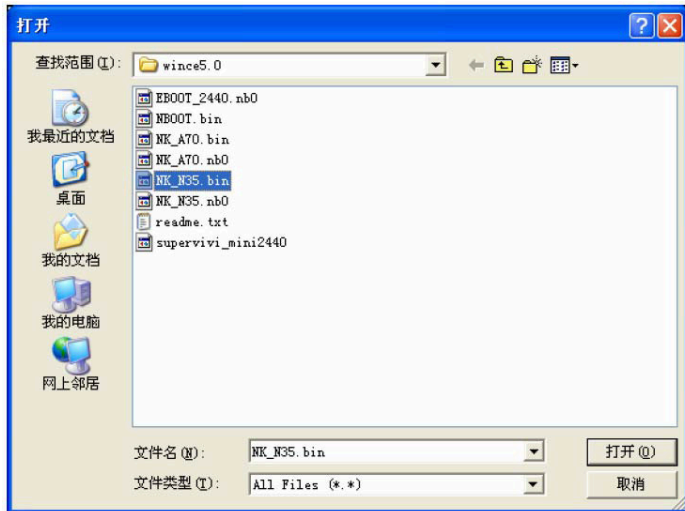 打开
查找范围(I):
wince5.0
我最近的文档
桌面
我的文档
我的电脑
网上邻居
EBOOT_2440.nb0
NBOOT.bin
NK_A70.bin
NK_A70.nb0
NK_N35.bin
NK_N35.nb0
readme.txt
supervivi_mini2440
文件名(N):
NK_N35.bin
打开(O)
文件类型(T):
All Files (*.*)
取消